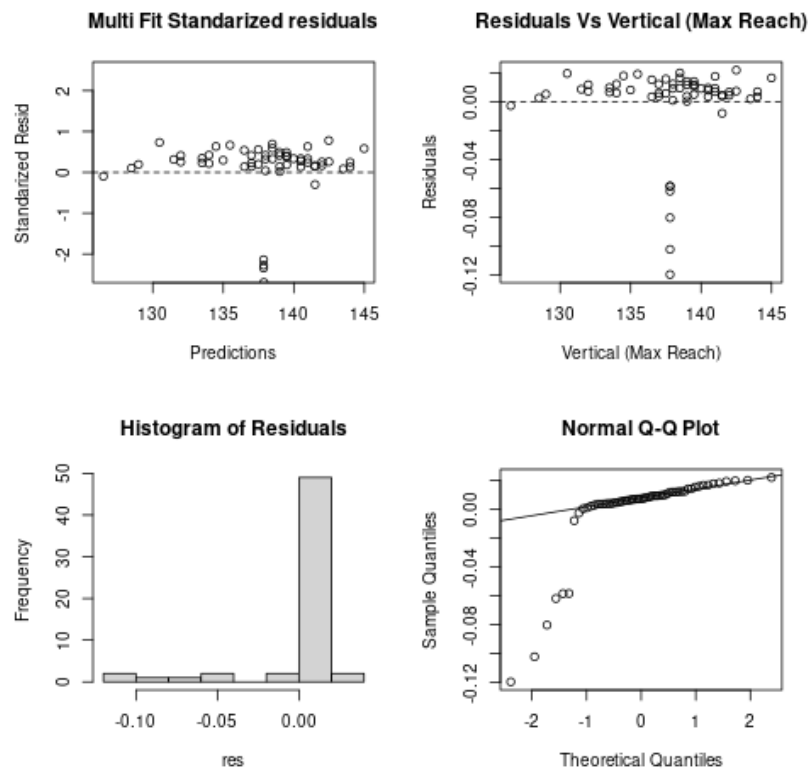 Multi Fit Standarized residuals
Standarized Resid
2
1
0
-1
-2
130 135 140 145
Predictions
Residuals Vs Vertical (Max Reach)
Residuals
0.00
-0.04
-0.08
-0.12
130 135 140 145
Vertical (Max Reach)
Histogram of Residuals
Frequency
50
40
30
20
10
0
-0.10 -0.05 0.00
res
Normal Q-Q Plot
Sample Quantiles
0.00
-0.04
-0.08
-0.12
-2 -1 0 1 2
Theoretical Quantiles